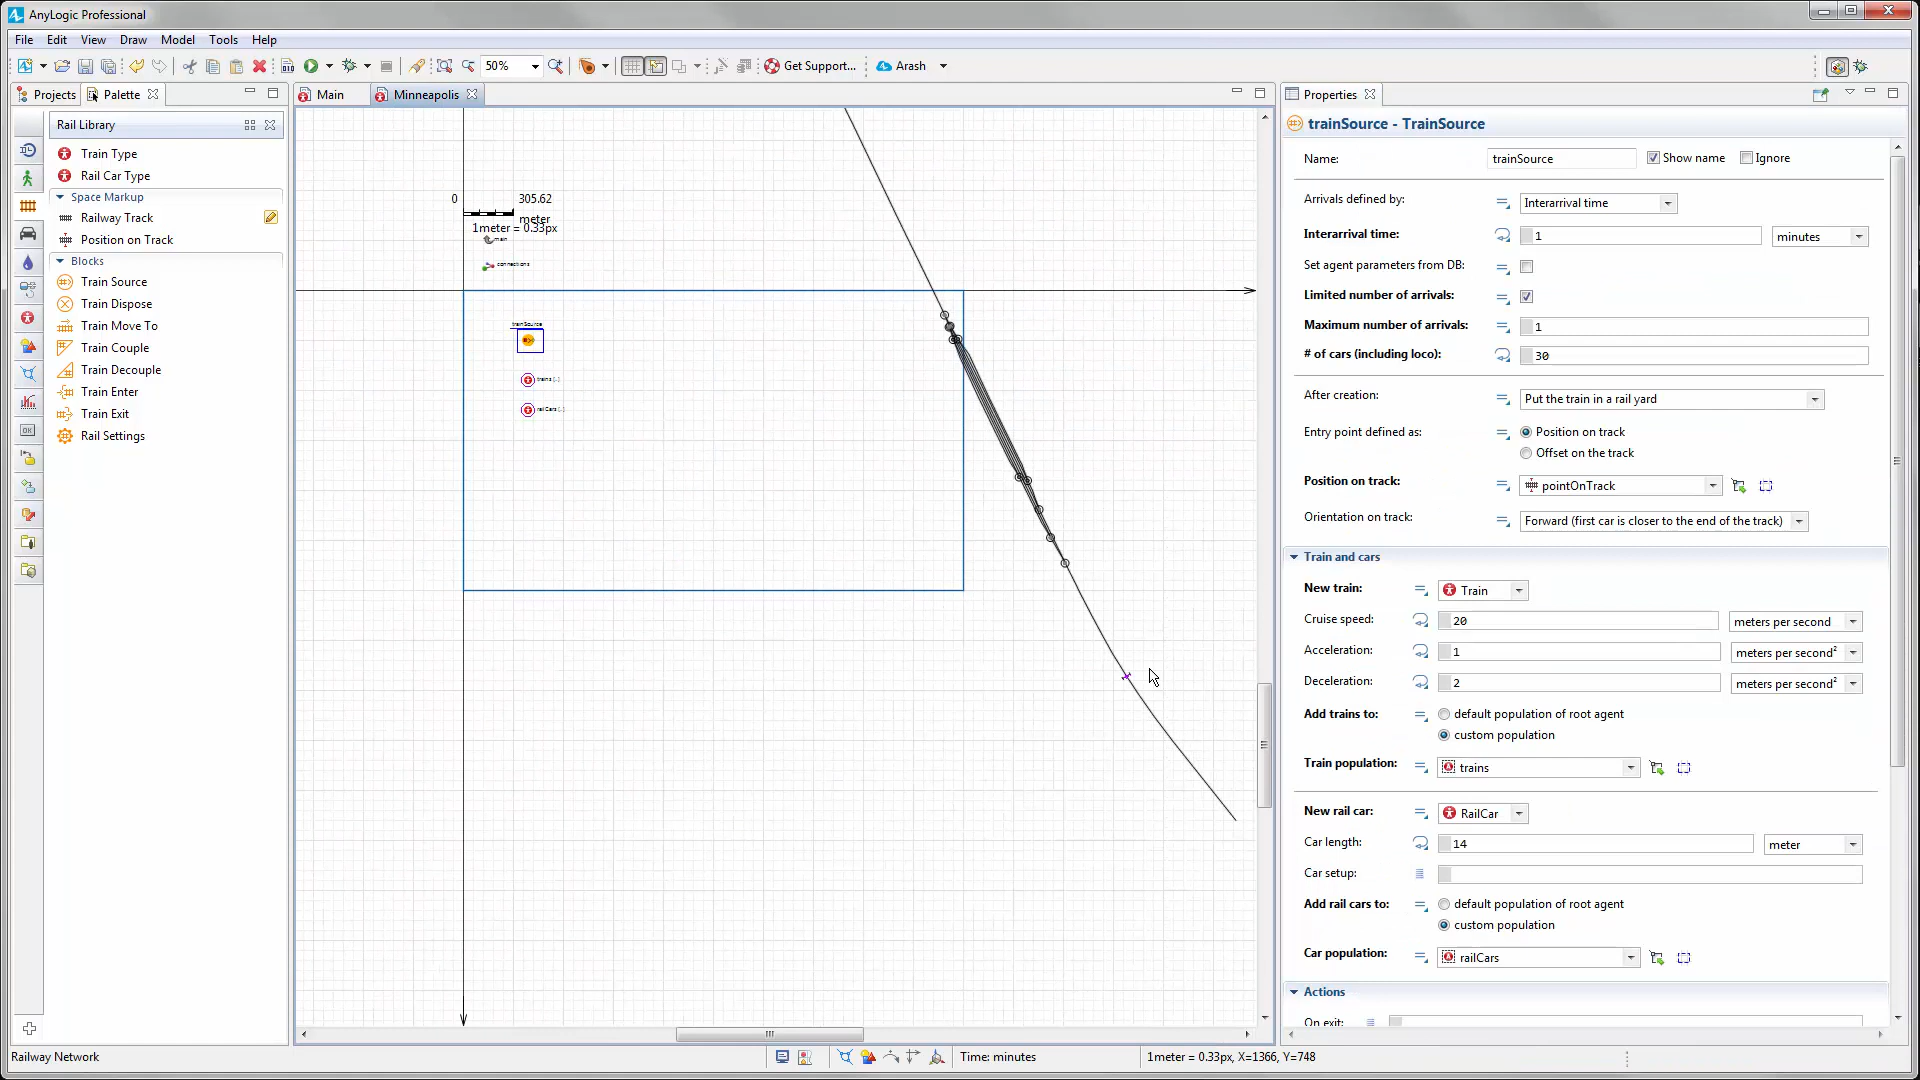 AnyLogic Professional
File Edit View Draw Model Tools Help
50% Get Support... Arash
Projects Palette
Main Minneapolis
Properties
Rail Library
Train Type
Rail Car Type
Space Markup
Railway Track
Position on Track
Blocks
Train Source
Train Dispose
Train Move To
Train Couple
Train Decouple
Train Enter
Train Exit
Rail Settings
0 305.62
meter
1meter = 0.33px
main
connections
trainSource
trains [..]
railCars [..]
trainSource - TrainSource
Name: trainSource Show name Ignore
Arrivals defined by: Interarrival time
Interarrival time: 1 minutes
Set agent parameters from DB:
Limited number of arrivals:
Maximum number of arrivals: 1
# of cars (including loco): 30
After creation: Put the train in a rail yard
Entry point defined as: Position on track
Offset on the track
Position on track: pointOnTrack
Orientation on track: Forward (first car is closer to the end of the track)
Train and cars
New train: Train
Cruise speed: 20 meters per second
Acceleration: 1 meters per second²
Deceleration: 2 meters per second²
Add trains to: default population of root agent
custom population
Train population: trains
New rail car: RailCar
Car length: 14 meter
Car setup:
Add rail cars to: default population of root agent
custom population
Car population: railCars
Actions
On exit:
Railway Network Time: minutes 1meter = 0.33px, X=1366, Y=748